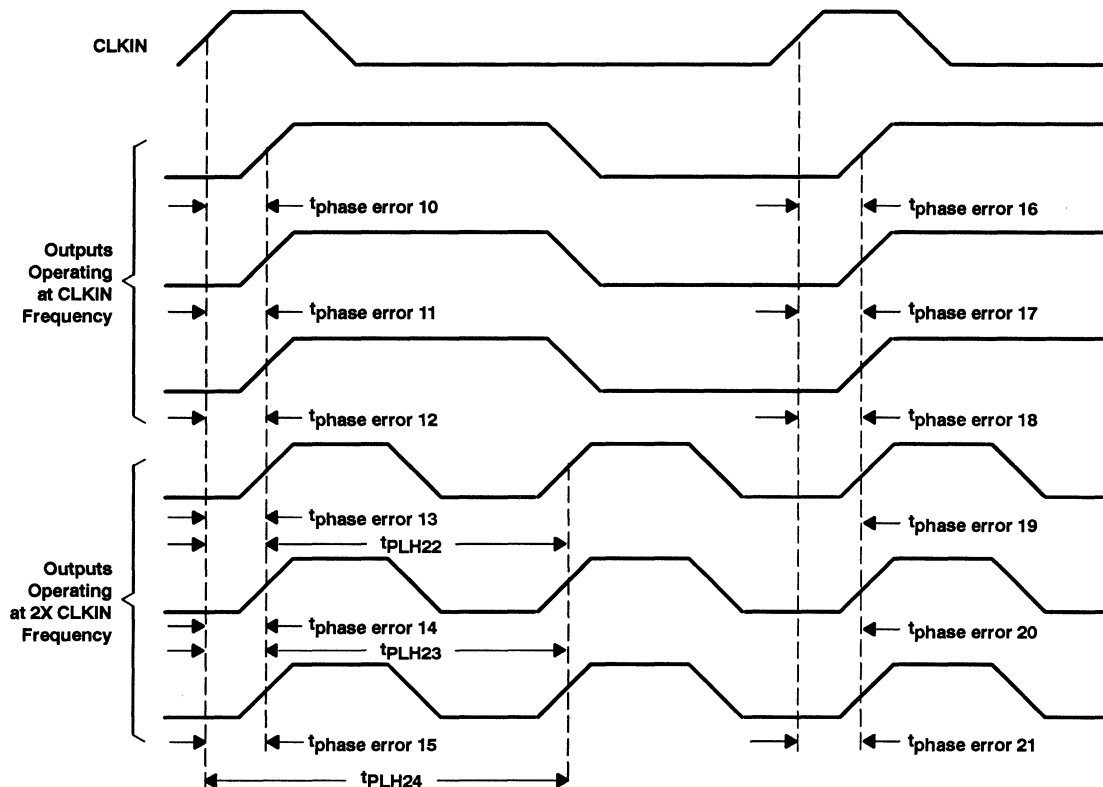 CLKIN
Outputs
Operating
at CLKIN
Frequency
tphase error 10
tphase error 16
tphase error 11
tphase error 17
tphase error 12
tphase error 18
Outputs
Operating
at 2X CLKIN
Frequency
tphase error 13
tphase error 19
tPLH22
tphase error 14
tphase error 20
tPLH23
tphase error 15
tphase error 21
tPLH24